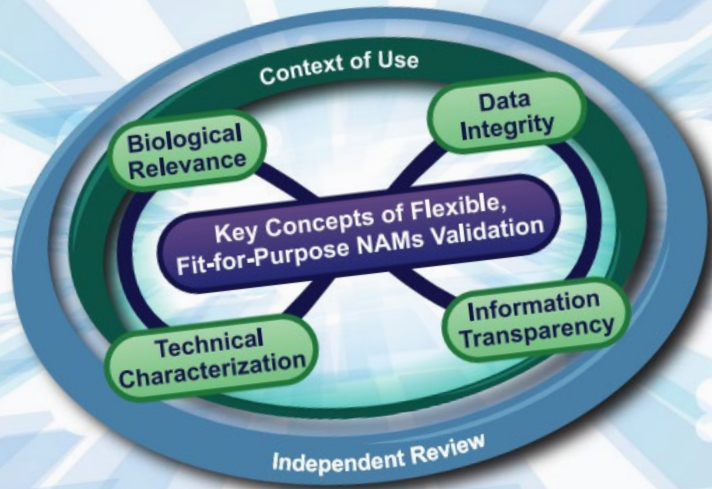 Context of Use
Biological
Relevance
Data
Integrity
Key Concepts of Flexible,
Fit-for-Purpose NAMs Validation
Technical
Characterization
Information
Transparency
Independent Review